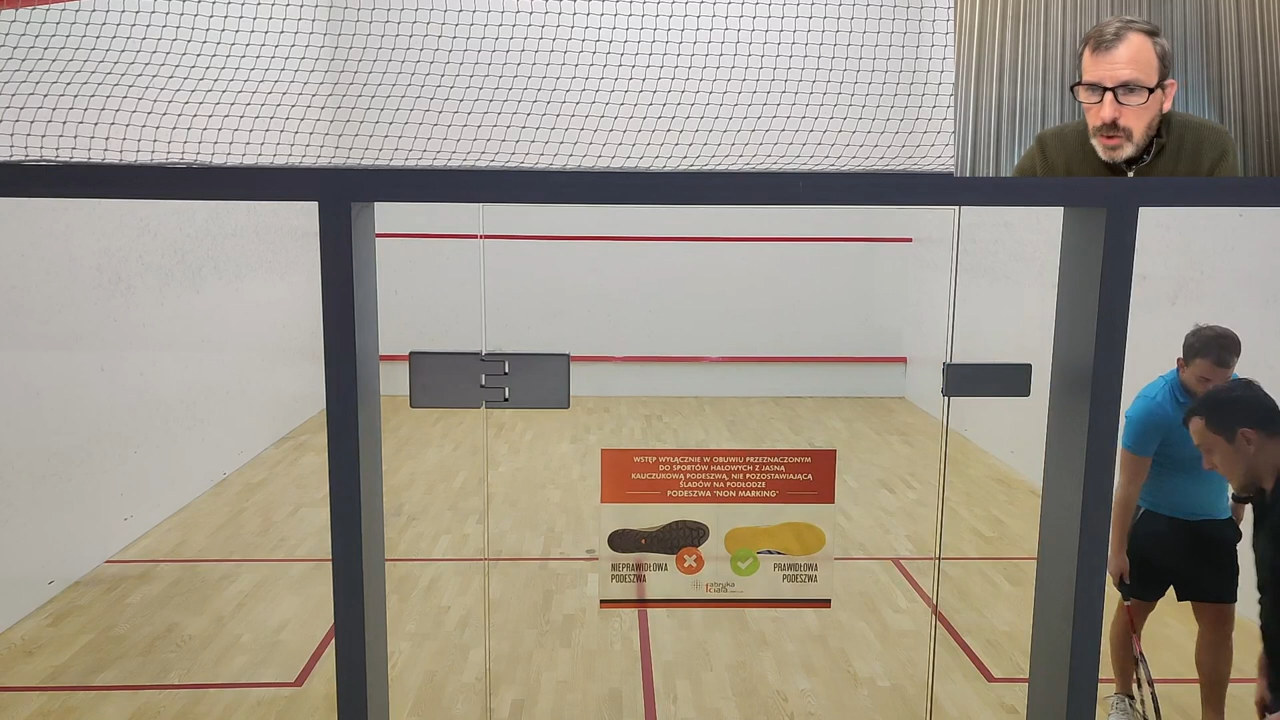 WSTĘP WYŁĄCZNIE W OBUWIU PRZEZNACZONYM
DO SPORTÓW HALOWYCH Z JASNĄ
KAUCZUKOWĄ PODESZWĄ, NIE POZOSTAWIAJĄCĄ
ŚLADÓW NA PODŁODZE
PODESZWA "NON MARKING"
NIEPRAWIDŁOWA
PODESZWA
PRAWIDŁOWA
PODESZWA
fabryka
ciała